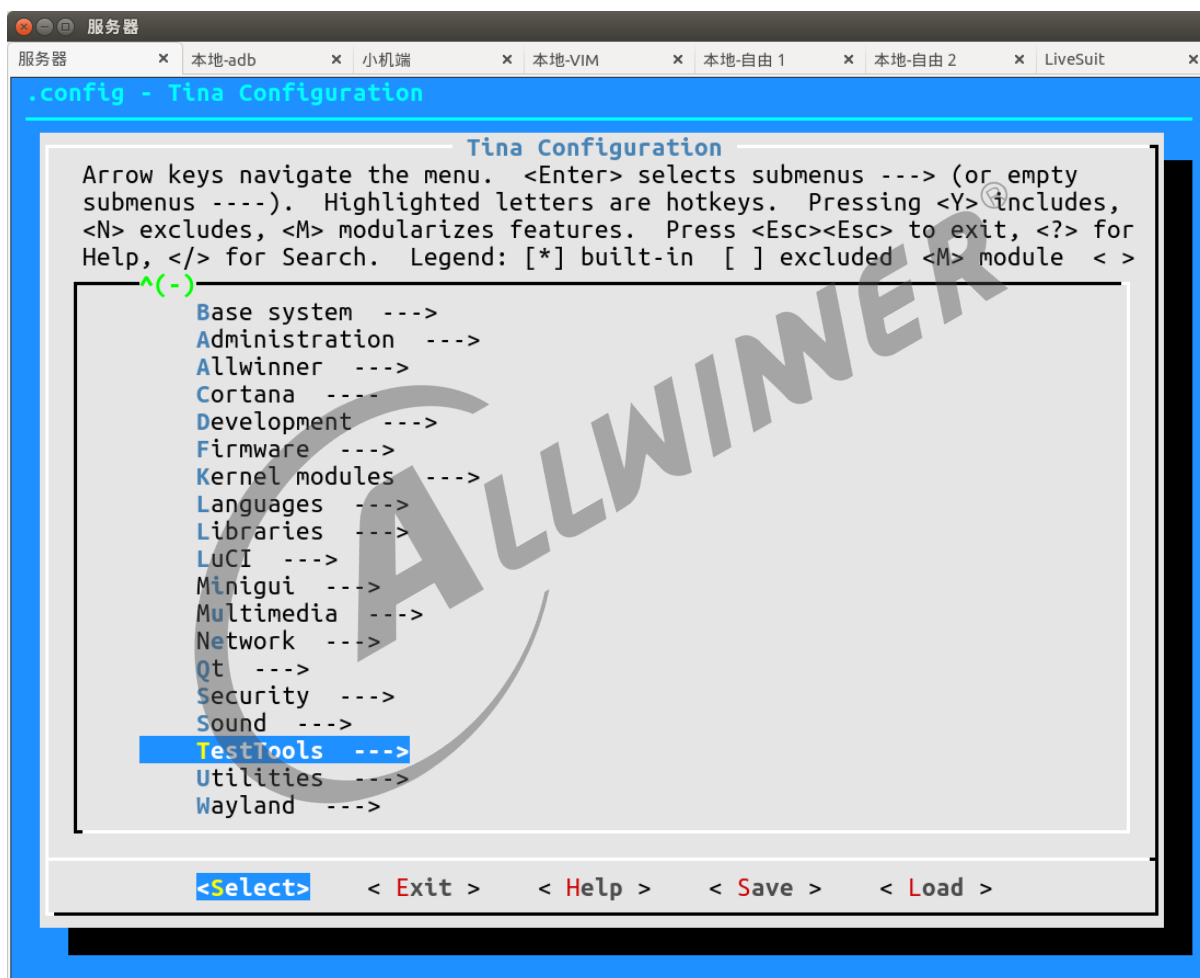 服务器
服务器 × 本地-adb × 小机端 × 本地-VIM × 本地-自由 1 × 本地-自由 2 × LiveSuit ×
.config - Tina Configuration
Tina Configuration
Arrow keys navigate the menu.  <Enter> selects submenus ---> (or empty
submenus ----).  Highlighted letters are hotkeys.  Pressing <Y> includes,
<N> excludes, <M> modularizes features.  Press <Esc><Esc> to exit, <?> for
Help, </> for Search.  Legend: [*] built-in  [ ] excluded  <M> module  < >
^(-)
Base system  --->
Administration  --->
Allwinner  --->
Cortana  ----
Development  --->
Firmware  --->
Kernel modules  --->
Languages  --->
Libraries  --->
LuCI  --->
Minigui  --->
Multimedia  --->
Network  --->
Qt  --->
Security  --->
Sound  --->
TestTools  --->
Utilities  --->
Wayland  --->
<Select>    < Exit >    < Help >    < Save >    < Load >
ALLWINNER®